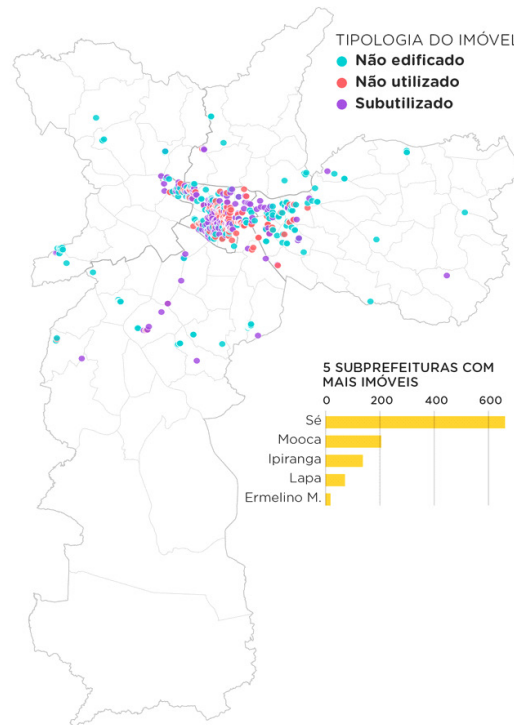 TIPOLOGIA DO IMÓVEL
Não edificado
Não utilizado
Subutilizado
5 SUBPREFEITURAS COM
MAIS IMÓVEIS
0 200 400 600
Sé
Mooca
Ipiranga
Lapa
Ermelino M.